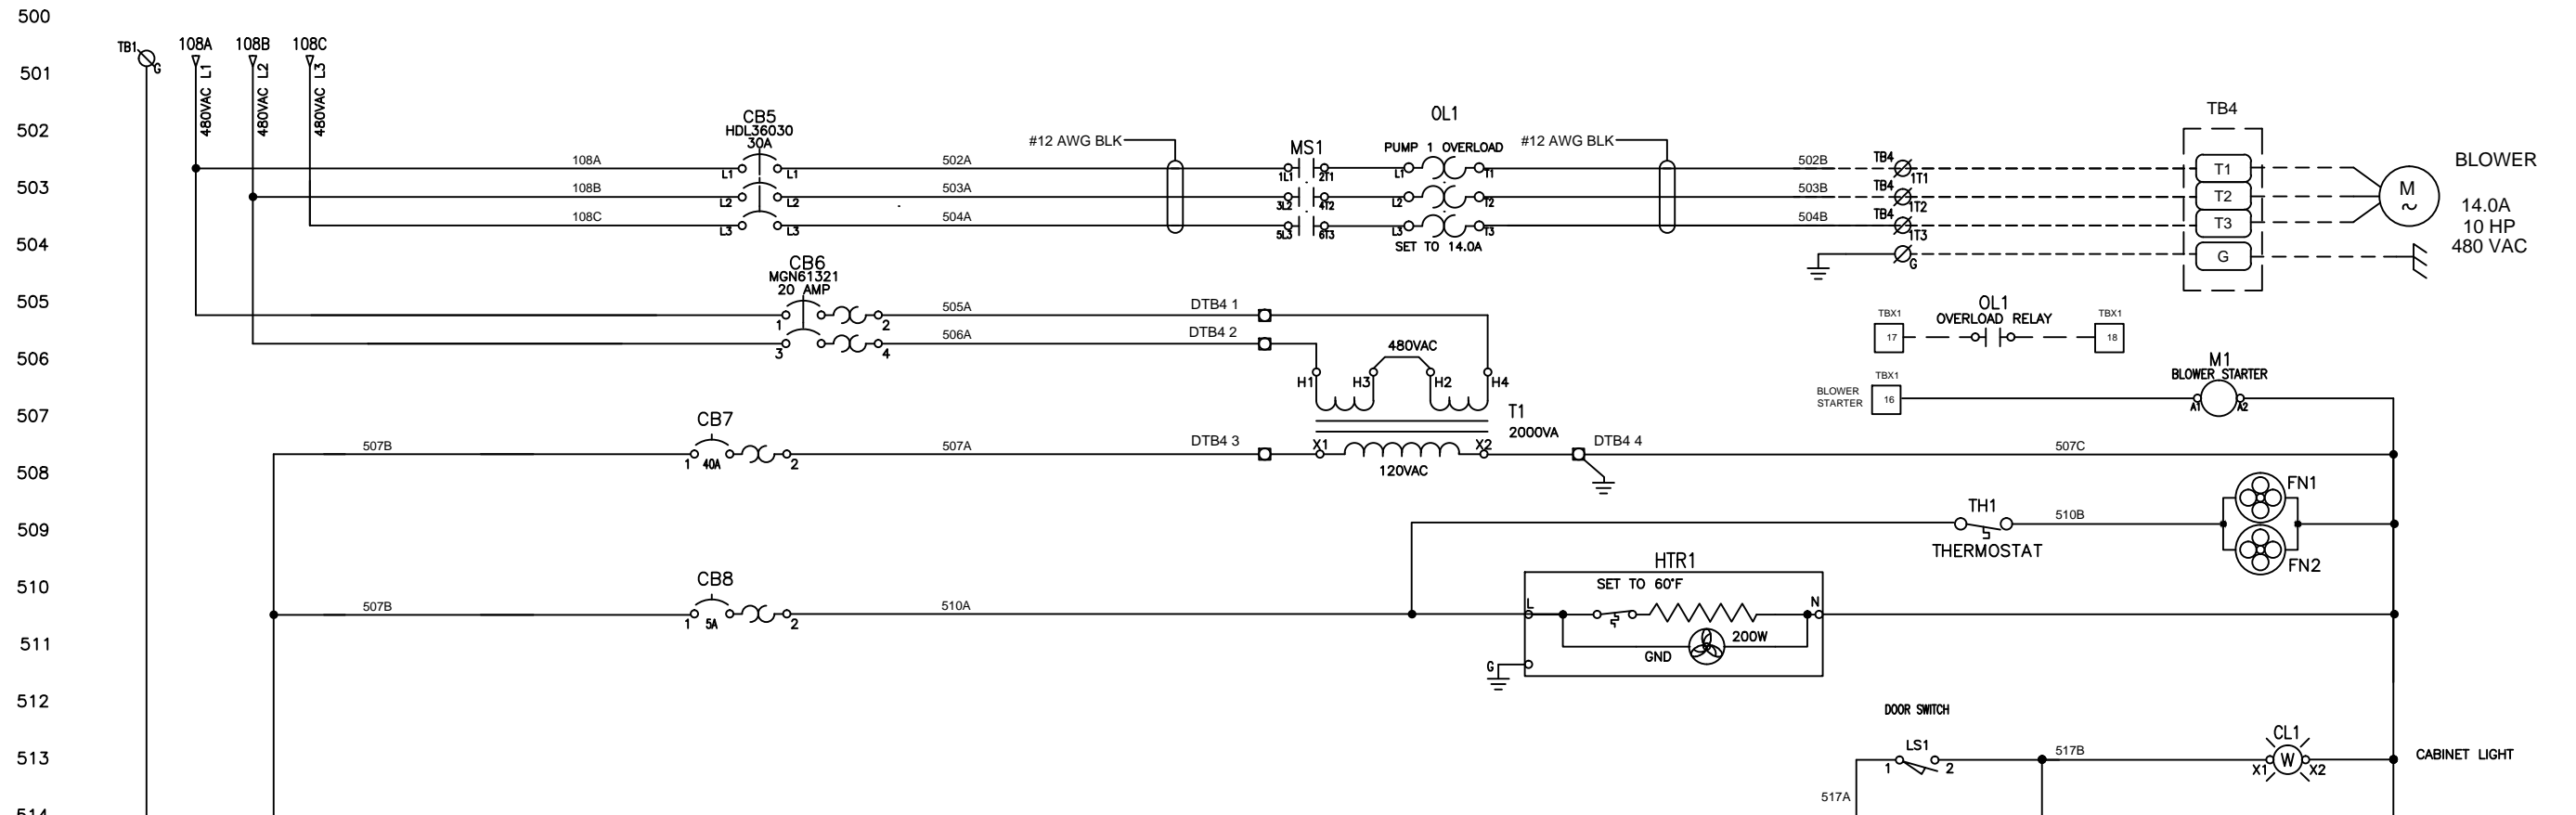 500
TB1
G
108A
108B
108C
480VAC L1
480VAC L2
480VAC L3
501
502
CB5
HDL36030
30A
#12 AWG BLK
OL1
PUMP 1 OVERLOAD
#12 AWG BLK
TB4
BLOWER
108A
L1
L1
502A
MS1
1L1
2T1
L1
T1
502B
TB4
1T1
T1
503
108B
L2
L2
503A
3L2
4T2
L2
T2
503B
TB4
1T2
T2
M
~
14.0A
10 HP
480 VAC
108C
L3
L3
504A
5L3
6T3
L3
T3
SET TO 14.0A
504B
TB4
1T3
T3
504
G
G
CB6
MGN61321
20 AMP
505
1
2
505A
DTB4 1
OL1
OVERLOAD RELAY
TBX1
17
TBX1
18
506
3
4
506A
DTB4 2
480VAC
H1
H3
H2
H4
M1
BLOWER STARTER
BLOWER
STARTER
TBX1
16
A1
A2
507
CB7
T1
2000VA
507B
1
40A
2
507A
DTB4 3
X1
X2
120VAC
DTB4 4
507C
508
509
TH1
THERMOSTAT
510B
FN1
FN2
510
CB8
HTR1
SET TO 60°F
507B
1
5A
2
510A
L
N
200W
GND
G
511
512
DOOR SWITCH
513
LS1
1
2
517B
CL1
X1
W
X2
CABINET LIGHT
517A
514